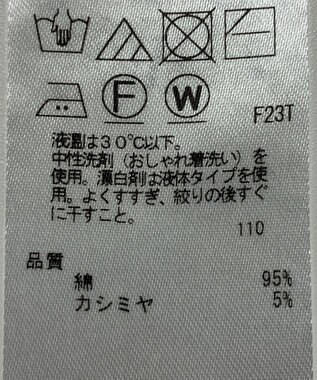 F W
F23T
液温は30℃以下。
中性洗剤（おしゃれ着洗い）を
使用。漂白剤は液体タイプを使
用。よくすすぎ、絞りの後すぐ
に干すこと。
110
品質
綿 95%
カシミヤ 5%